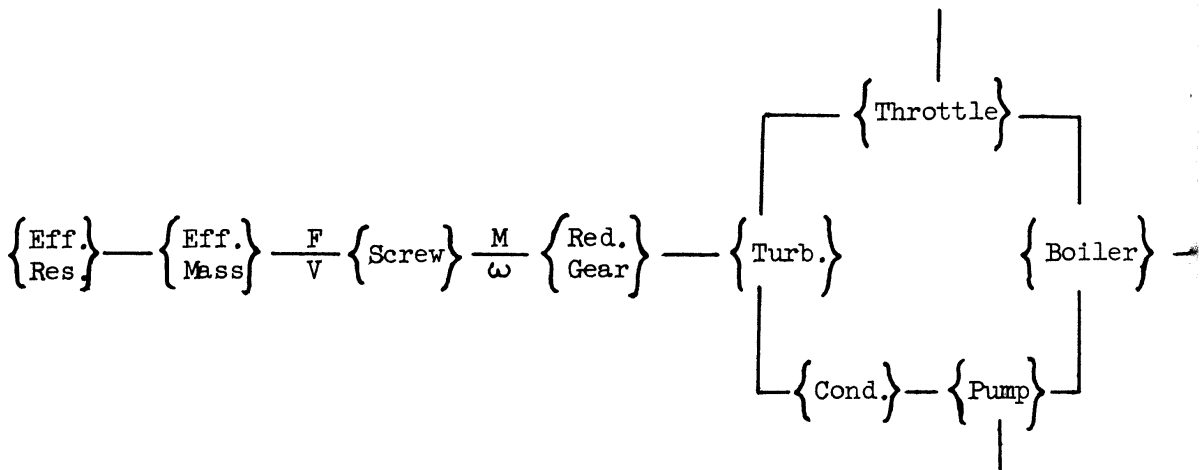 {Throttle}
{Eff. Res.} {Eff. Mass} F V {Screw} M ω {Red. Gear} {Turb.} {Boiler}
{Cond.} {Pump}